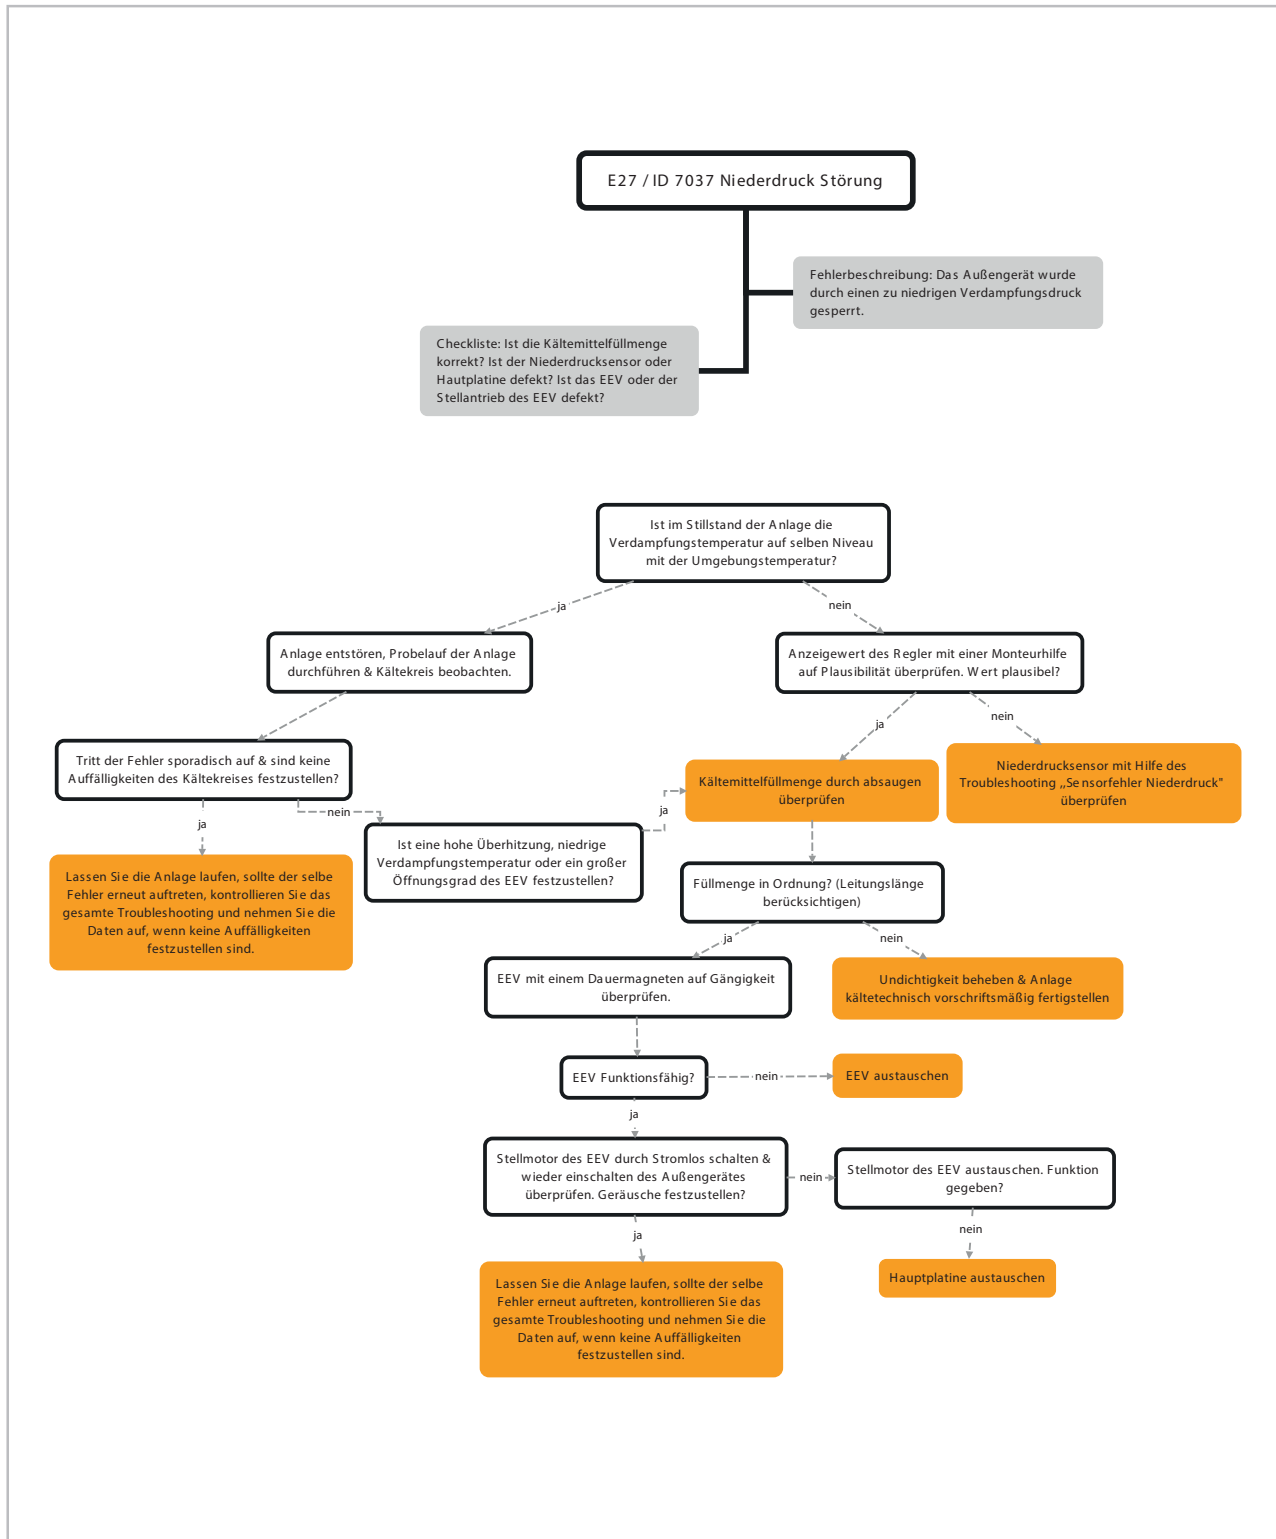 E27 / ID 7037 Niederdruck Störung
Fehlerbeschreibung: Das Außengerät wurde
durch einen zu niedrigen Verdampfungsdruck
gesperrt.
Checkliste: Ist die Kältemittelfüllmenge
korrekt? Ist der Niederdrucksensor oder
Hautplatine defekt? Ist das EEV oder der
Stellantrieb des EEV defekt?
Ist im Stillstand der Anlage die
Verdampfungstemperatur auf selben Niveau
mit der Umgebungstemperatur?
ja
nein
Anlage entstören, Probelauf der Anlage
durchführen & Kältekreis beobachten.
Anzeigewert des Regler mit einer Monteurhilfe
auf Plausibilität überprüfen. Wert plausibel?
ja
nein
Tritt der Fehler sporadisch auf & sind keine
Auffälligkeiten des Kältekreises festzustellen?
Kältemittelfüllmenge durch absaugen
überprüfen
Niederdrucksensor mit Hilfe des
Troubleshooting „Sensorfehler Niederdruck"
überprüfen
ja
nein
ja
Ist eine hohe Überhitzung, niedrige
Verdampfungstemperatur oder ein großer
Öffnungsgrad des EEV festzustellen?
Lassen Sie die Anlage laufen, sollte der selbe
Fehler erneut auftreten, kontrollieren Sie das
gesamte Troubleshooting und nehmen Sie die
Daten auf, wenn keine Auffälligkeiten
festzustellen sind.
Füllmenge in Ordnung? (Leitungslänge
berücksichtigen)
ja
nein
EEV mit einem Dauermagneten auf Gängigkeit
überprüfen.
Undichtigkeit beheben & Anlage
kältetechnisch vorschriftsmäßig fertigstellen
EEV Funktionsfähig?
nein
EEV austauschen
ja
Stellmotor des EEV durch Stromlos schalten &
wieder einschalten des Außengerätes
überprüfen. Geräusche festzustellen?
nein
Stellmotor des EEV austauschen. Funktion
gegeben?
ja
nein
Hauptplatine austauschen
Lassen Sie die Anlage laufen, sollte der selbe
Fehler erneut auftreten, kontrollieren Sie das
gesamte Troubleshooting und nehmen Sie die
Daten auf, wenn keine Auffälligkeiten
festzustellen sind.